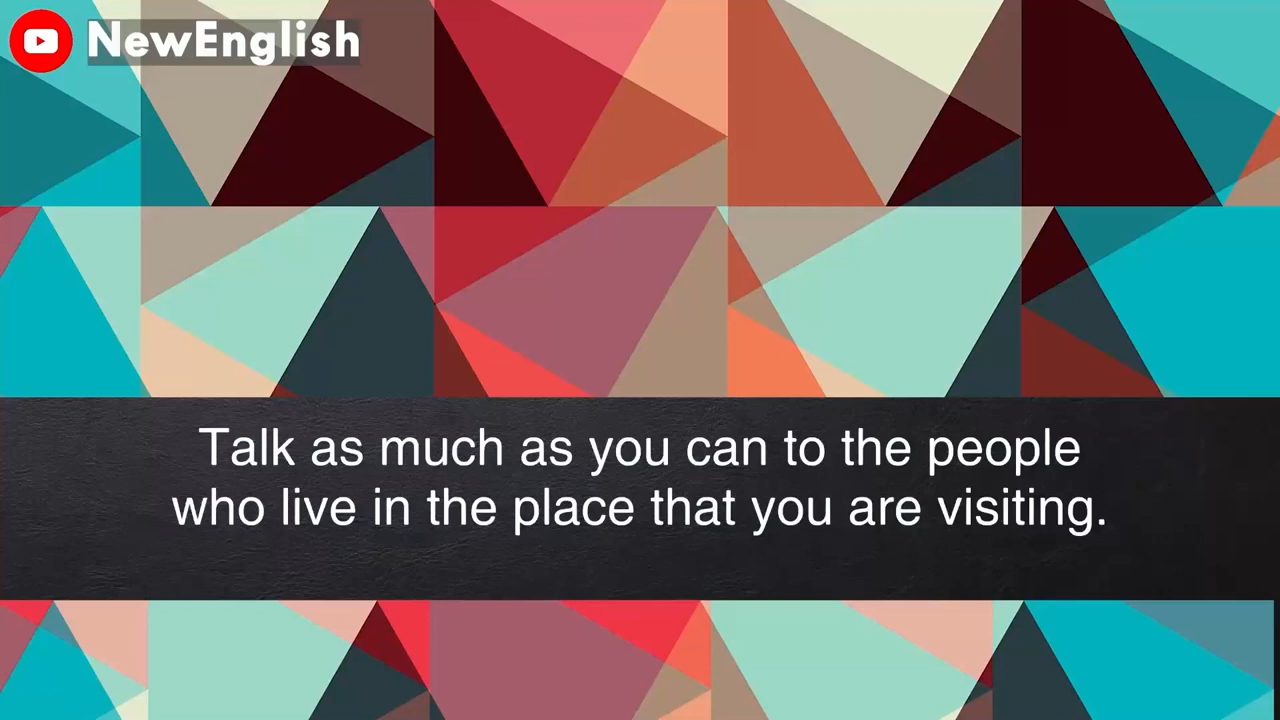 NewEnglish
Talk as much as you can to the people
who live in the place that you are visiting.